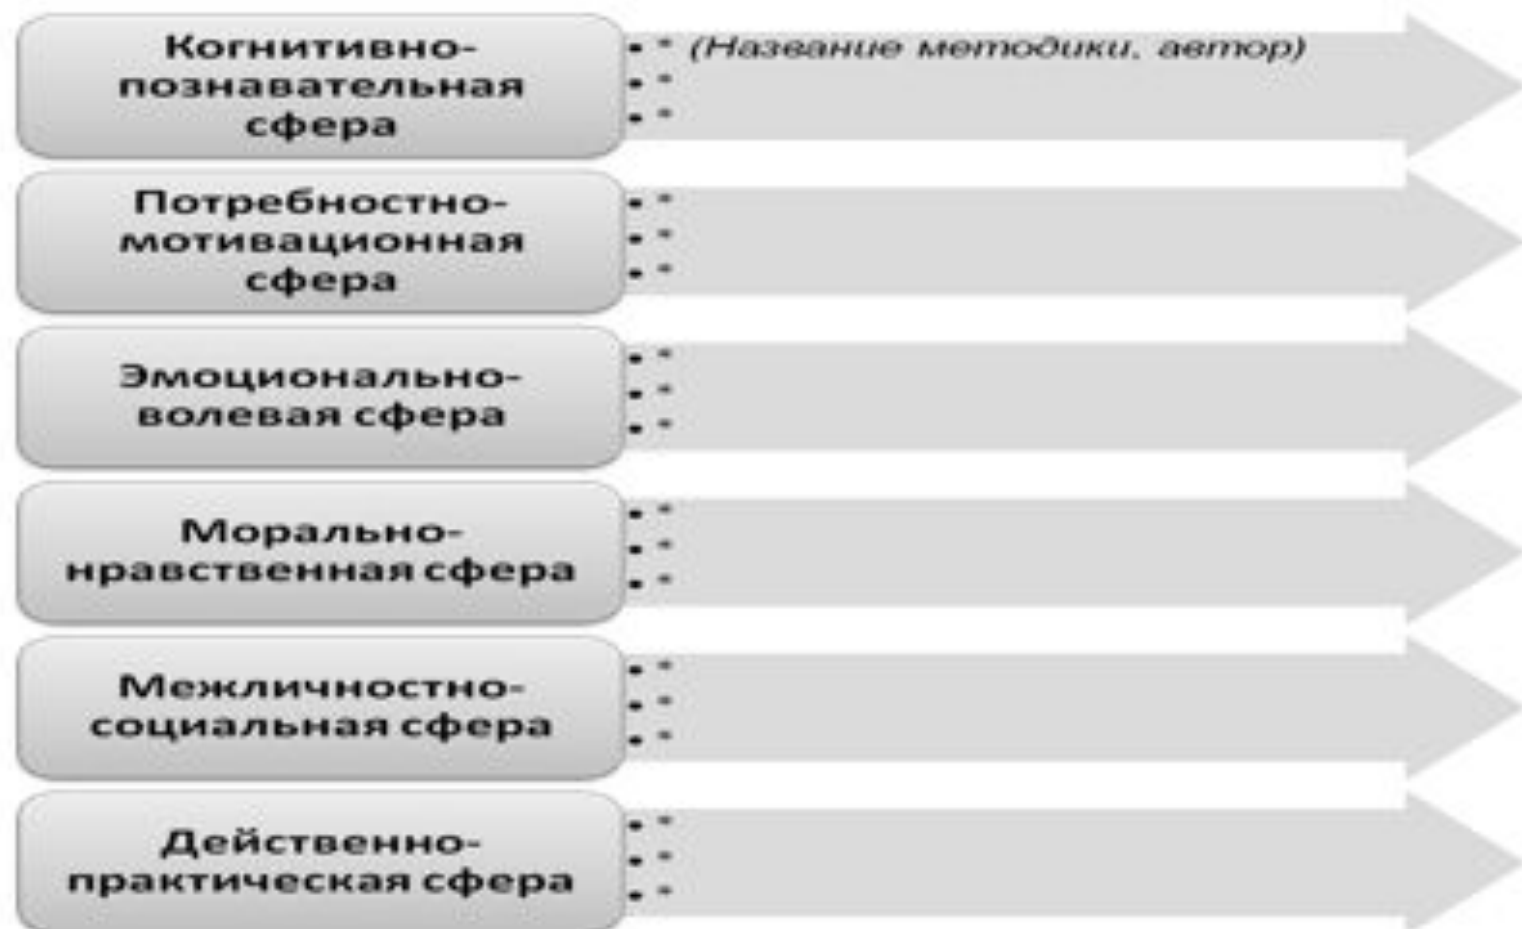 Когнитивно-
познавательная
сфера
• * (Название методики, автор)
• *
• *
Потребностно-
мотивационная
сфера
• *
• *
• *
Эмоционально-
волевая сфера
• *
• *
• *
Морально-
нравственная сфера
• *
• *
• *
Межличностно-
социальная сфера
• *
• *
• *
Действенно-
практическая сфера
• *
• *
• *